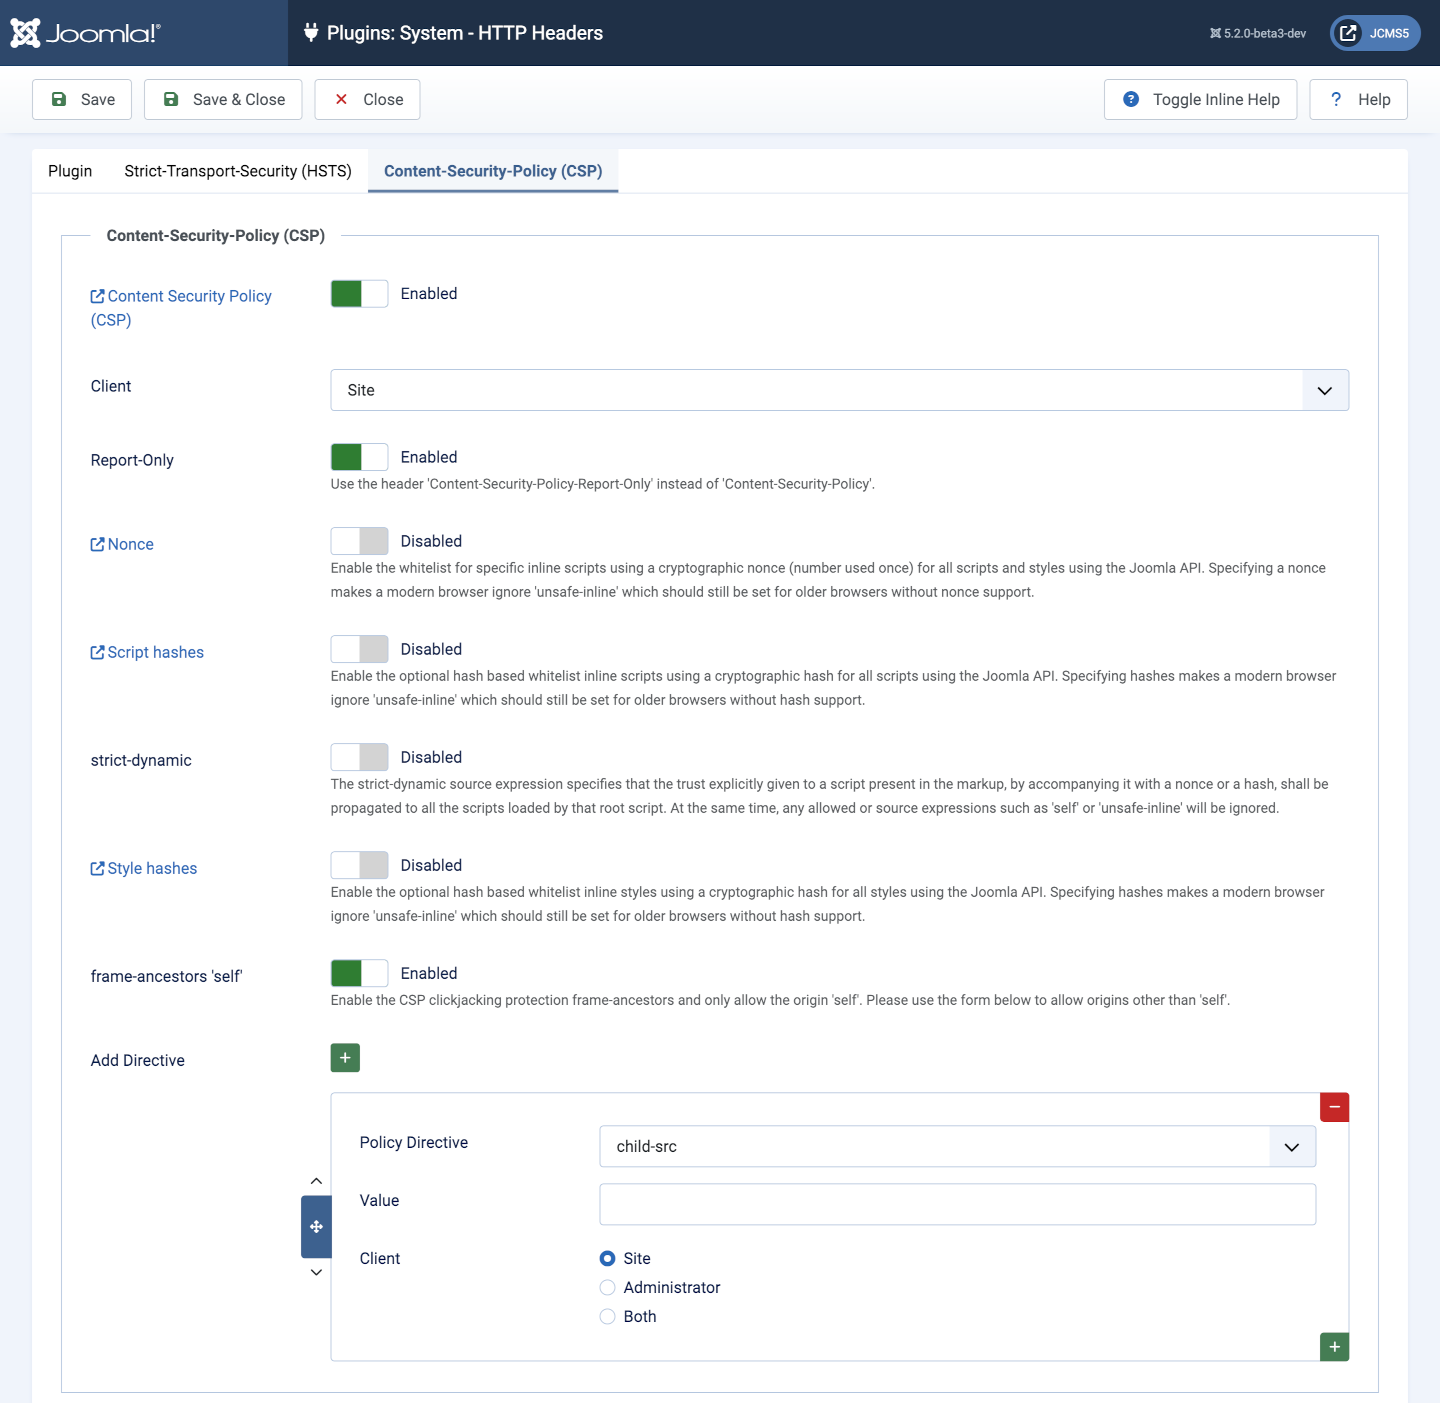 Joomla!®
Plugins: System - HTTP Headers
5.2.0-beta3-dev
JCMS5
Save
Save & Close
Close
Toggle Inline Help
? Help
Plugin
Strict-Transport-Security (HSTS)
Content-Security-Policy (CSP)
Content-Security-Policy (CSP)
Content Security Policy
(CSP)
Enabled
Client
Site
Report-Only
Enabled
Use the header 'Content-Security-Policy-Report-Only' instead of 'Content-Security-Policy'.
Nonce
Disabled
Enable the whitelist for specific inline scripts using a cryptographic nonce (number used once) for all scripts and styles using the Joomla API. Specifying a nonce
makes a modern browser ignore 'unsafe-inline' which should still be set for older browsers without nonce support.
Script hashes
Disabled
Enable the optional hash based whitelist inline scripts using a cryptographic hash for all scripts using the Joomla API. Specifying hashes makes a modern browser
ignore 'unsafe-inline' which should still be set for older browsers without hash support.
strict-dynamic
Disabled
The strict-dynamic source expression specifies that the trust explicitly given to a script present in the markup, by accompanying it with a nonce or a hash, shall be
propagated to all the scripts loaded by that root script. At the same time, any allowed or source expressions such as 'self' or 'unsafe-inline' will be ignored.
Style hashes
Disabled
Enable the optional hash based whitelist inline styles using a cryptographic hash for all styles using the Joomla API. Specifying hashes makes a modern browser
ignore 'unsafe-inline' which should still be set for older browsers without hash support.
frame-ancestors 'self'
Enabled
Enable the CSP clickjacking protection frame-ancestors and only allow the origin 'self'. Please use the form below to allow origins other than 'self'.
Add Directive
Policy Directive
child-src
Value
Client
Site
Administrator
Both